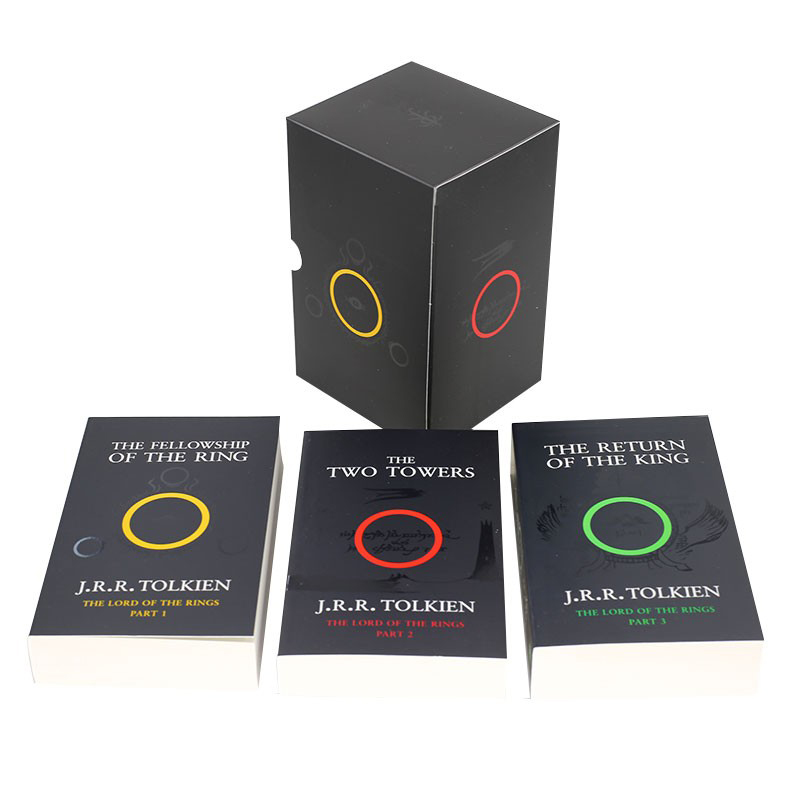 THE FELLOWSHIP
OF THE RING
J.R.R. TOLKIEN
THE LORD OF THE RINGS
PART 1
THE
TWO TOWERS
J.R.R. TOLKIEN
THE LORD OF THE RINGS
PART 2
THE RETURN
OF THE KING
J.R.R. TOLKIEN
THE LORD OF THE RINGS
PART 3